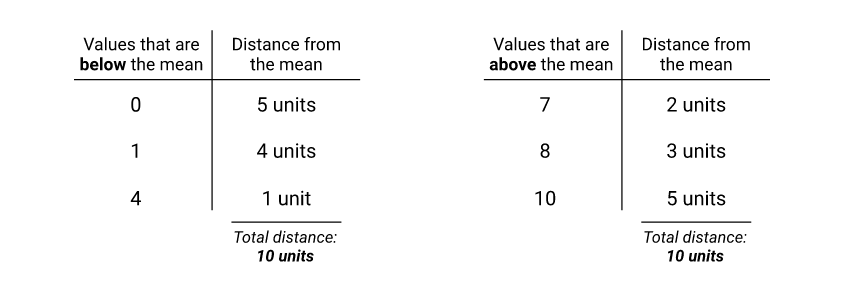 Values that are
below the mean
Distance from
the mean
0
5 units
1
4 units
4
1 unit
Total distance:
10 units
Values that are
above the mean
Distance from
the mean
7
2 units
8
3 units
10
5 units
Total distance:
10 units